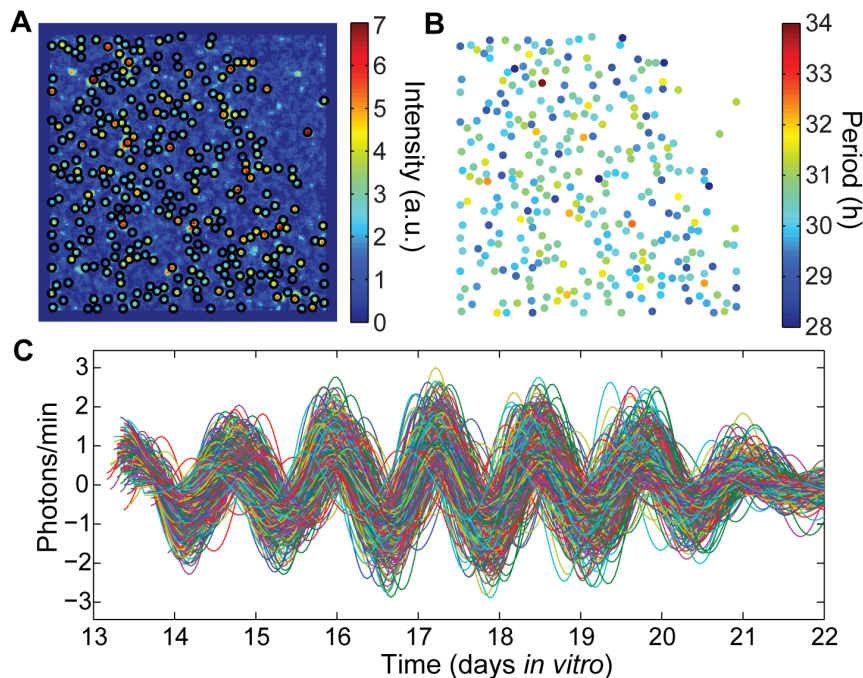 A
7
6
5
4
3
2
1
0
Intensity (a.u.)
B
34
33
32
31
30
29
28
Period (h)
C
3
2
1
0
−1
−2
−3
Photons/min
13 14 15 16 17 18 19 20 21 22
Time (days in vitro)